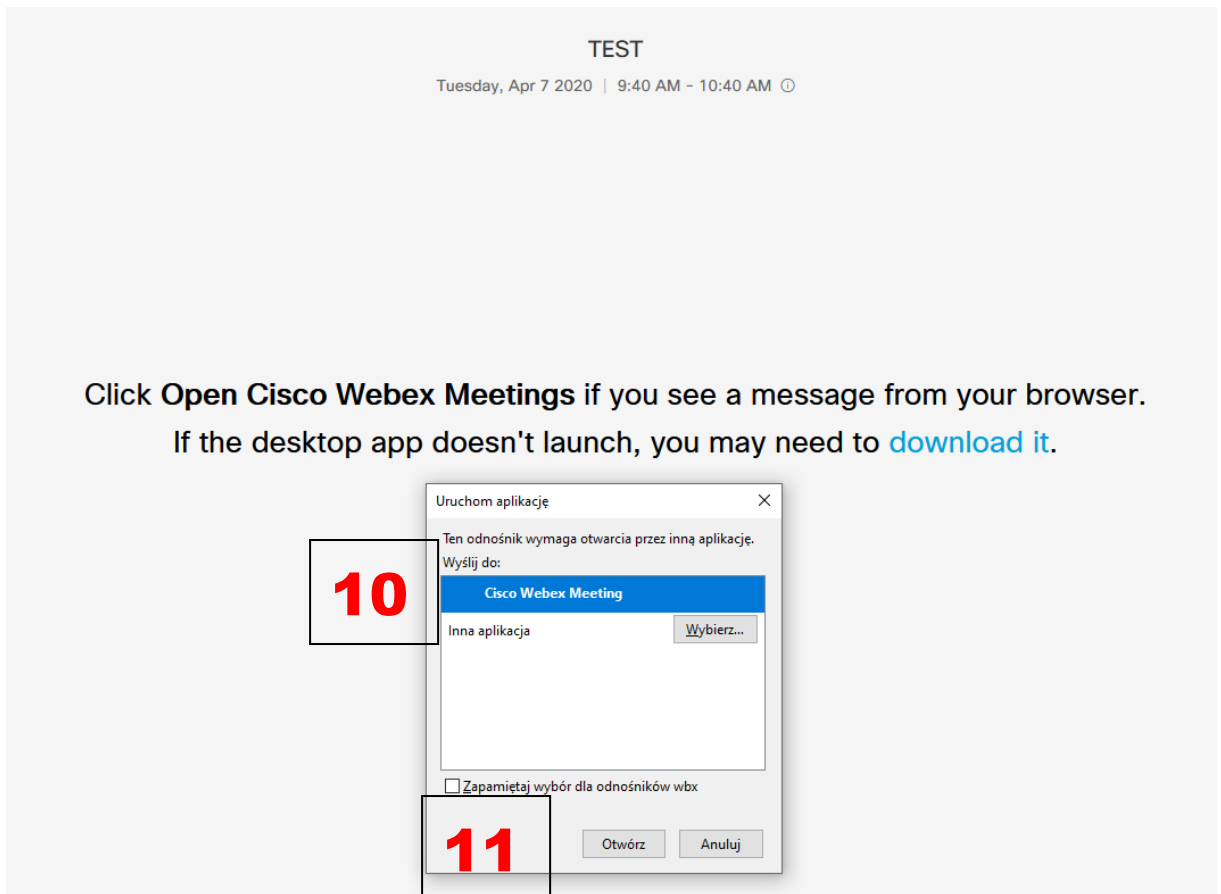 TEST
Tuesday, Apr 7 2020 | 9:40 AM - 10:40 AM
Click Open Cisco Webex Meetings if you see a message from your browser.
If the desktop app doesn't launch, you may need to download it.
Uruchom aplikację
Ten odnośnik wymaga otwarcia przez inną aplikację.
Wyślij do:
10
Cisco Webex Meeting
Inna aplikacja
Wybierz...
Zapamiętaj wybór dla odnośników wbx
11
Otwórz
Anuluj